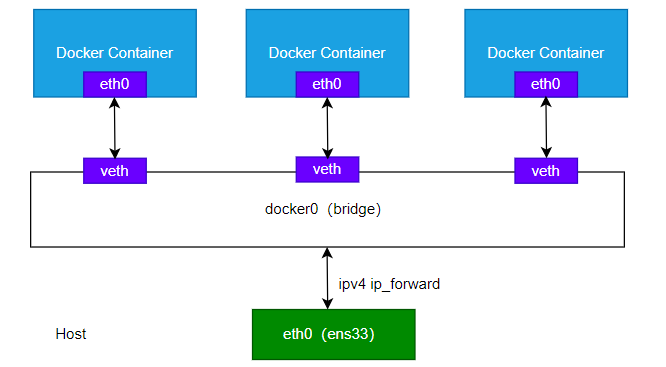 Docker Container Docker Container Docker Container
eth0 eth0 eth0
veth veth veth
docker0（bridge）
ipv4 ip_forward
Host eth0（ens33）